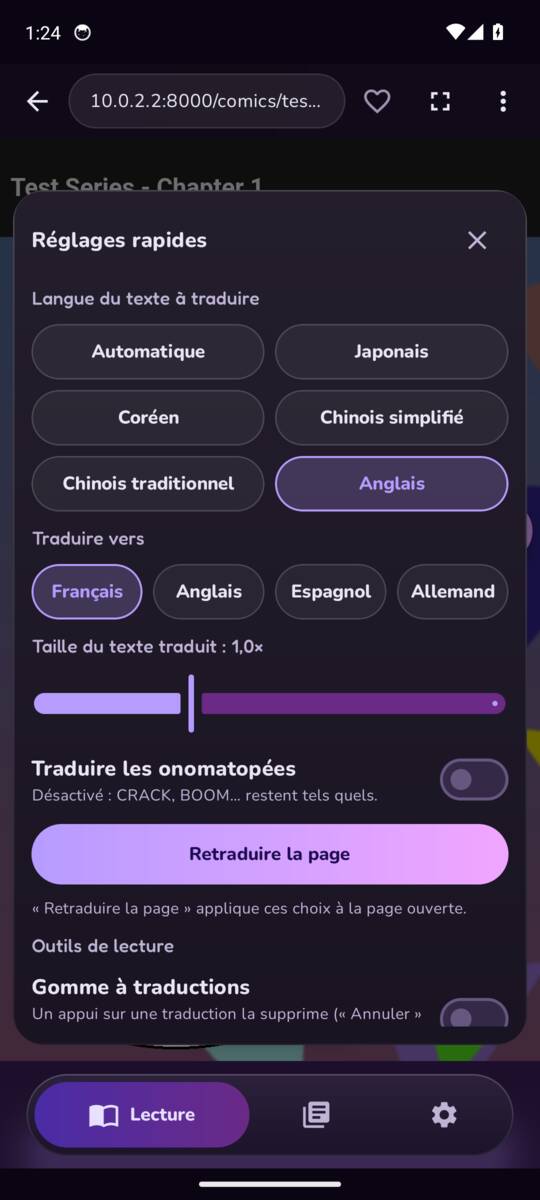 1:24
10.0.2.2:8000/comics/tes...
Test Series - Chapter 1
Réglages rapides
Langue du texte à traduire
Automatique
Japonais
Coréen
Chinois simplifié
Chinois traditionnel
Anglais
Traduire vers
Français
Anglais
Espagnol
Allemand
Taille du texte traduit : 1,0×
Traduire les onomatopées
Désactivé : CRACK, BOOM… restent tels quels.
Retraduire la page
« Retraduire la page » applique ces choix à la page ouverte.
Outils de lecture
Gomme à traductions
Un appui sur une traduction la supprime (« Annuler »
Lecture